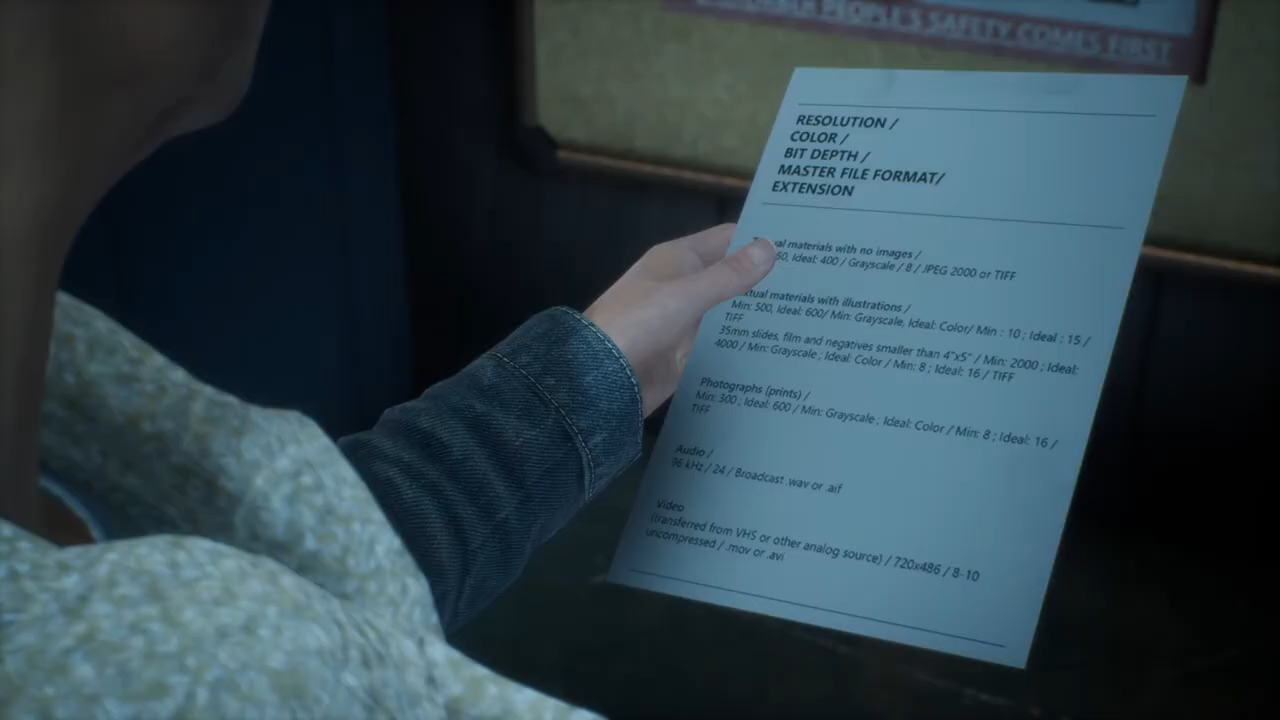 PEOPLE'S SAFETY COMES FIRST
RESOLUTION /
COLOR /
BIT DEPTH /
MASTER FILE FORMAT/
EXTENSION
materials with no images /
Ideal: 400 / Grayscale / 8 / JPEG 2000 or TIFF
materials with illustrations /
Min: 500, Ideal: 600/ Min: Grayscale, Ideal: Color/ Min : 10 ; Ideal : 15 /
TIFF
35mm slides, film and negatives smaller than 4"x5" / Min: 2000 ; Ideal:
4000 / Min: Grayscale ; Ideal: Color / Min: 8 ; Ideal: 16 / TIFF
Photographs (prints) /
Min: 300 ; Ideal: 600 / Min: Grayscale ; Ideal: Color / Min: 8 ; Ideal: 16 /
TIFF
Audio /
96 kHz / 24 / Broadcast .wav or .aif
Video
(transferred from VHS or other analog source) / 720x486 / 8-10
uncompressed / .mov or .avi